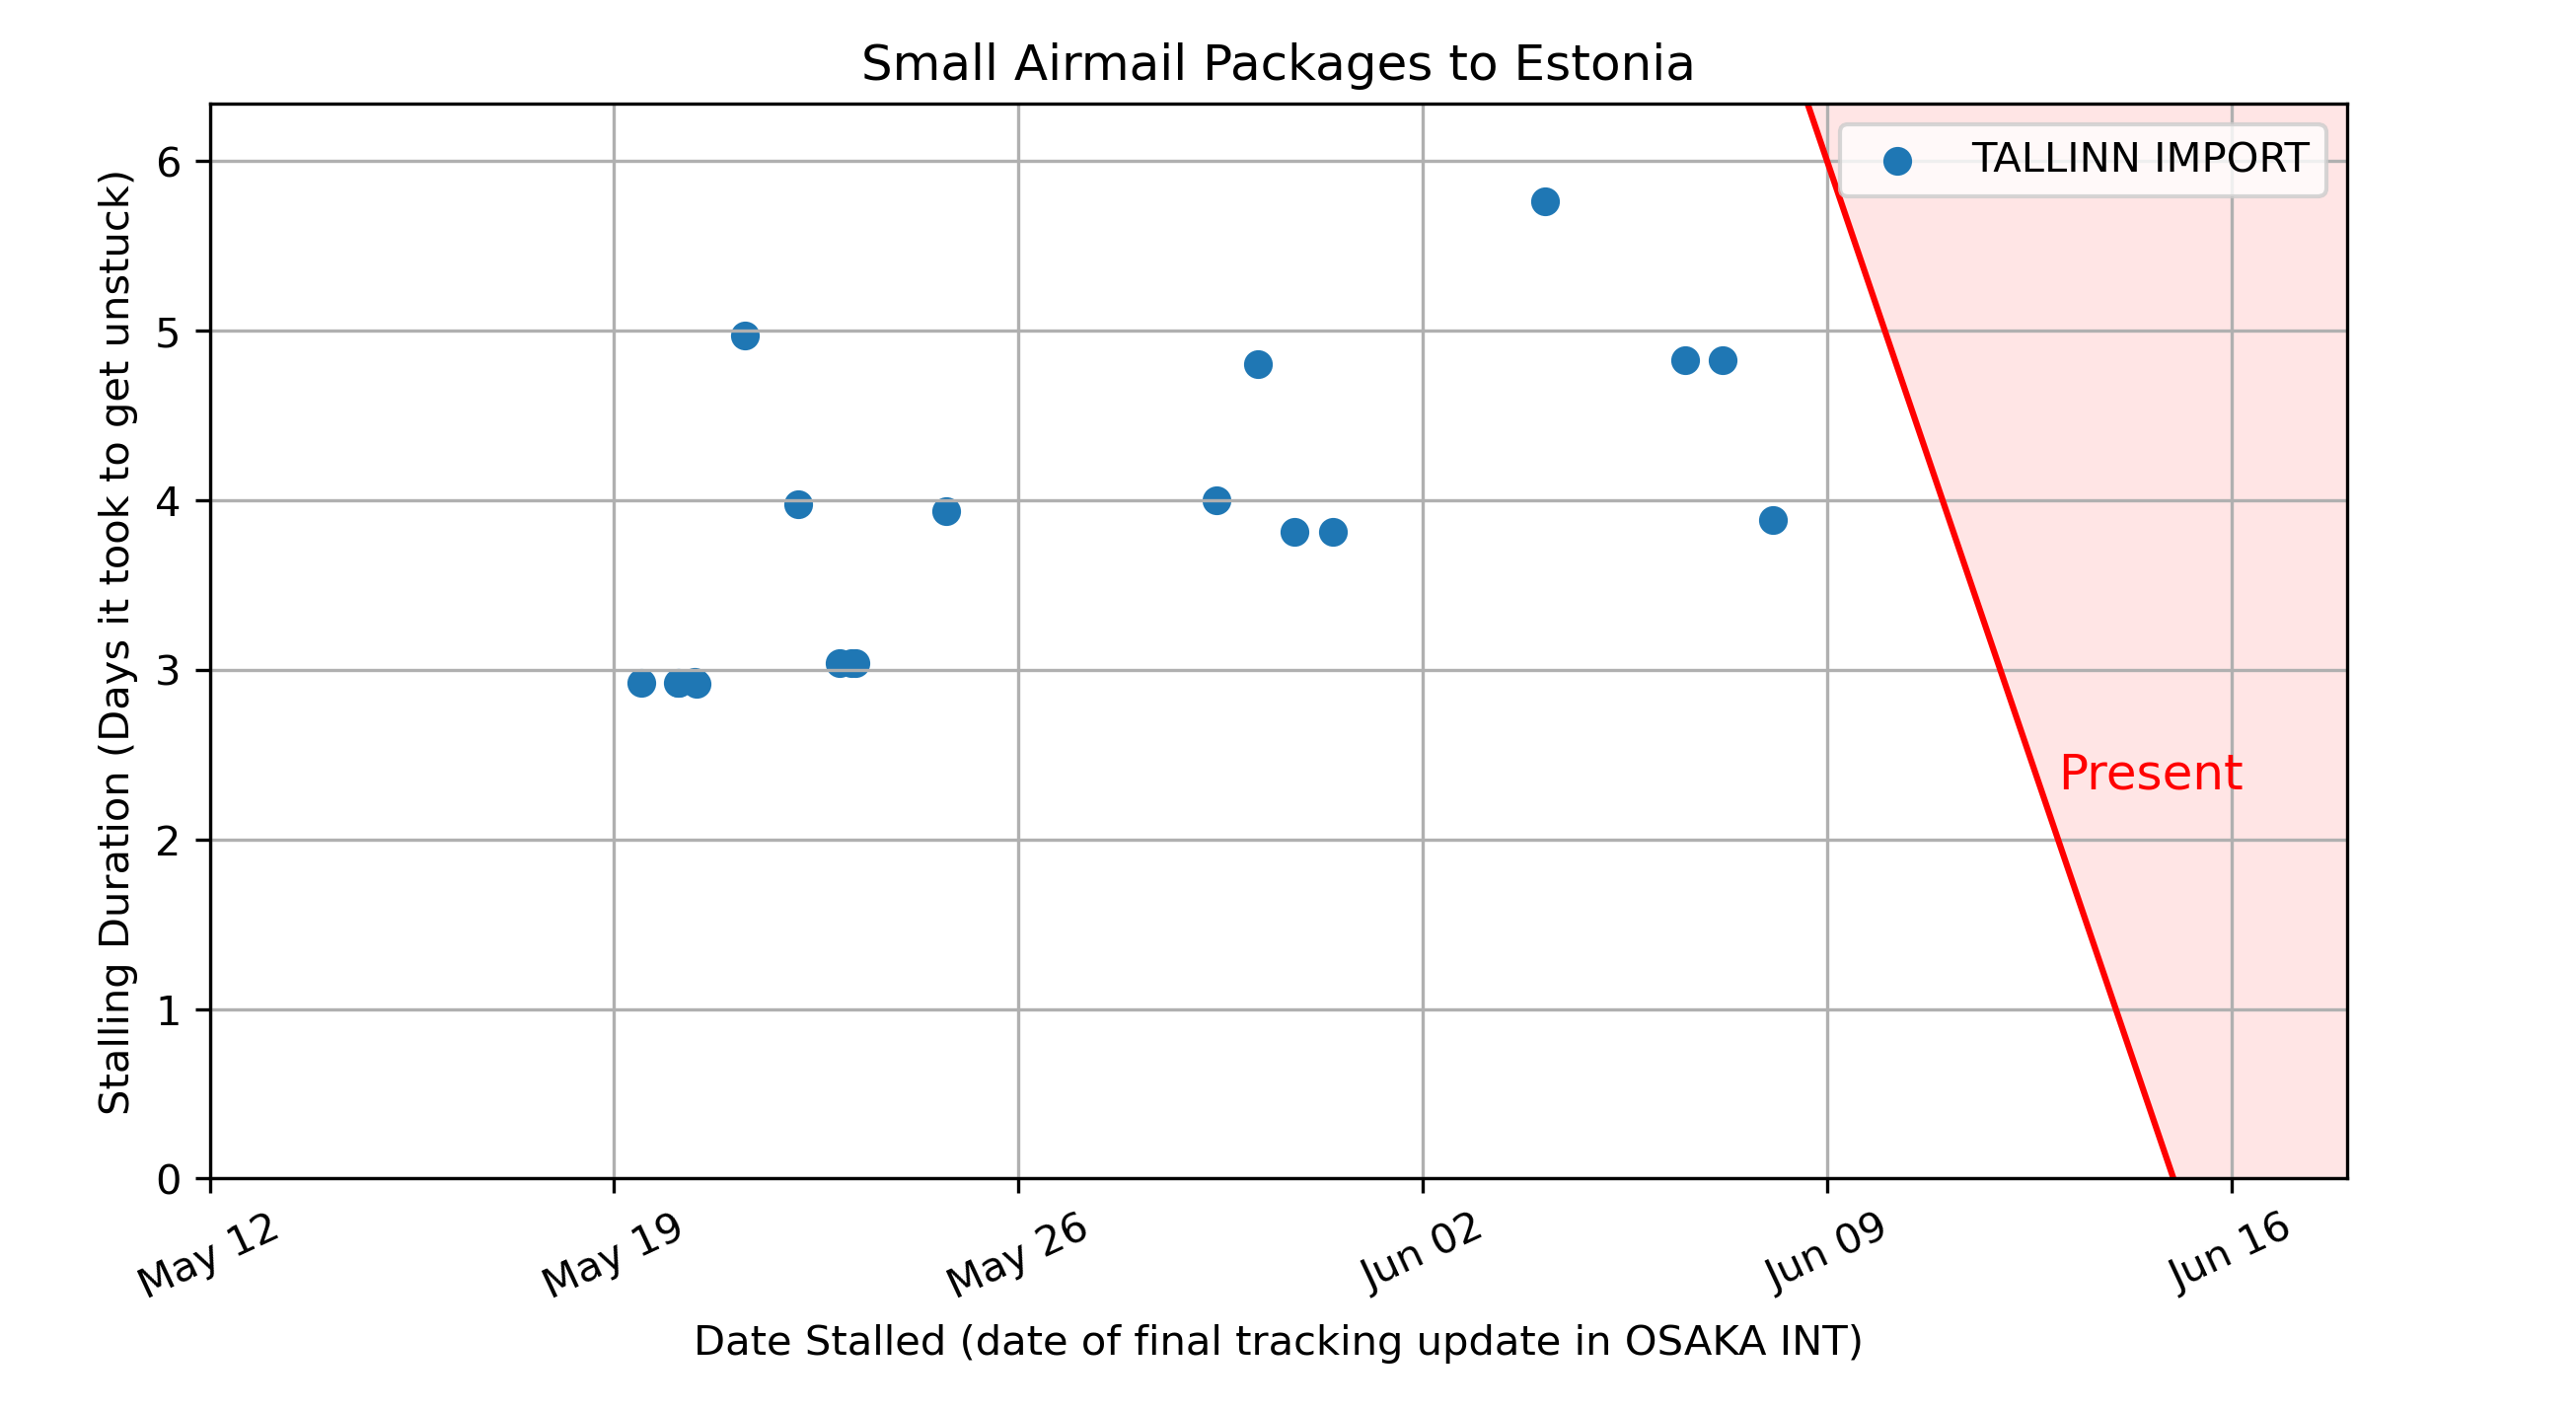 Small Airmail Packages to Estonia
TALLINN IMPORT
Stalling Duration (Days it took to get unstuck)
6
5
4
3
2
1
0
Present
May 12
May 19
May 26
Jun 02
Jun 09
Jun 16
Date Stalled (date of final tracking update in OSAKA INT)